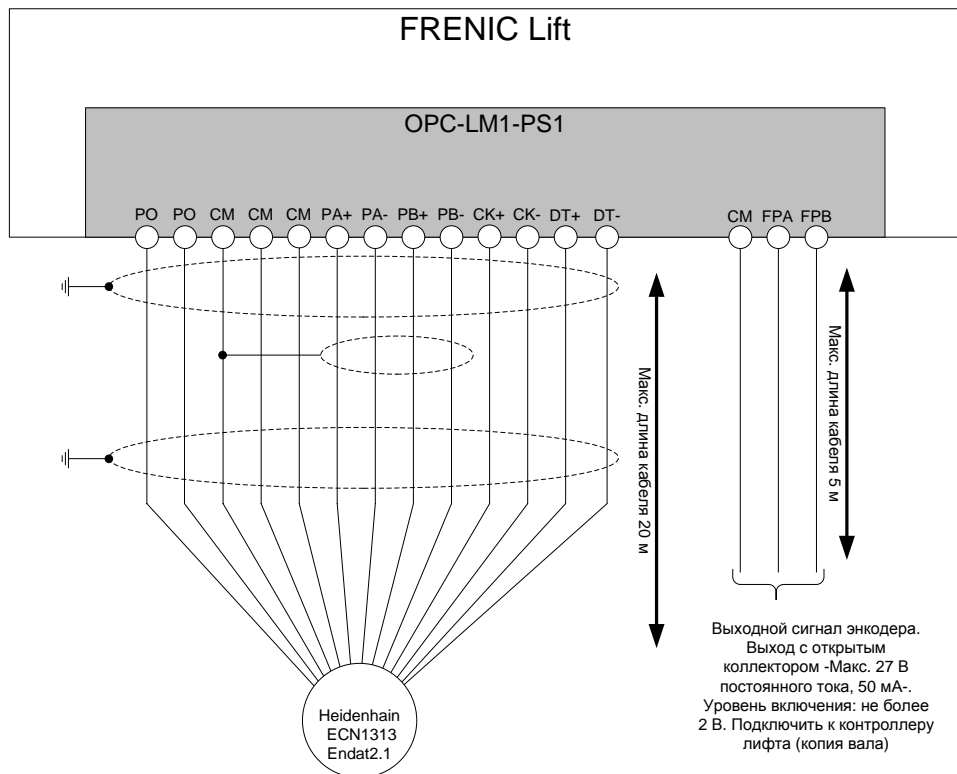 FRENIC Lift
OPC-LM1-PS1
PO PO CM CM CM PA+ PA- PB+ PB- CK+ CK- DT+ DT-
CM FPA FPB
Макс. длина кабеля 20 м
Макс. длина кабеля 5 м
Heidenhain
ECN1313
Endat2.1
Выходной сигнал энкодера.
Выход с открытым
коллектором -Макс. 27 В
постоянного тока, 50 мА-.
Уровень включения: не более
2 В. Подключить к контроллеру
лифта (копия вала)